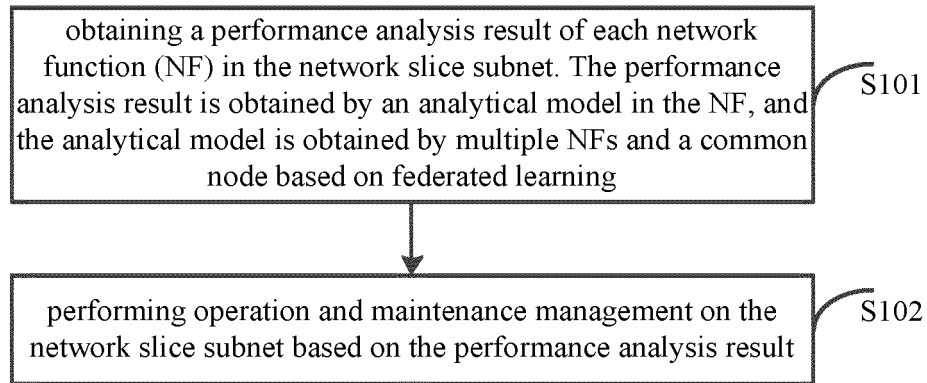 obtaining a performance analysis result of each network
function (NF) in the network slice subnet. The performance
analysis result is obtained by an analytical model in the NF, and
the analytical model is obtained by multiple NFs and a common
node based on federated learning
S101
performing operation and maintenance management on the
network slice subnet based on the performance analysis result
S102